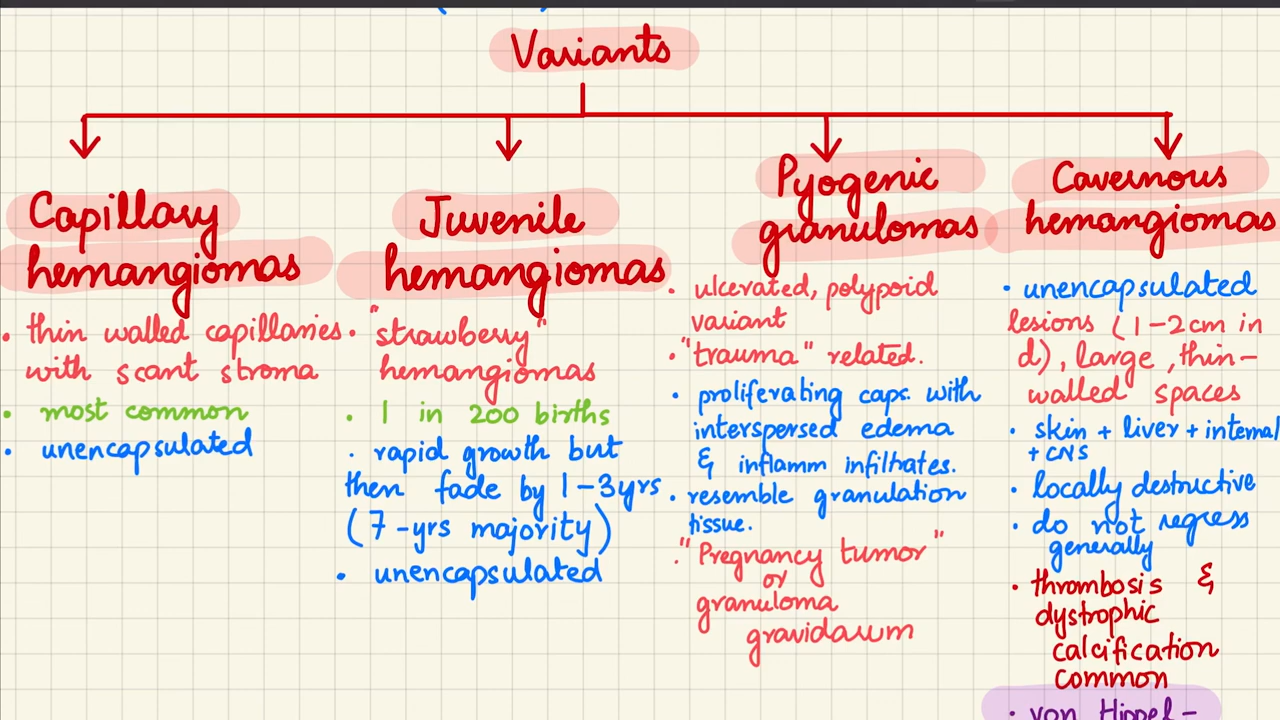 Variants
Capillary
hemangiomas
• thin walled capillaries
with scant stroma
• most common
• unencapsulated
Juvenile
hemangiomas
• "strawberry"
hemangiomas
• 1 in 200 births
• rapid growth but
then fade by 1-3yrs
(7-yrs majority)
• unencapsulated
Pyogenic
granulomas
• ulcerated, polypoid
variant
• "trauma" related.
• proliferating caps. with
interspersed edema
& inflamm infiltrates.
• resemble granulation
tissue.
• "Pregnancy tumor"
or
granuloma
gravidarum
Cavernous
hemangiomas
• unencapsulated
lesions (1-2cm in
d), large, thin-
walled spaces
• skin + liver + internal
+ CNS
• locally destructive
• do not regress
generally
• thrombosis &
dystrophic
calcification
common
• von Hippel-